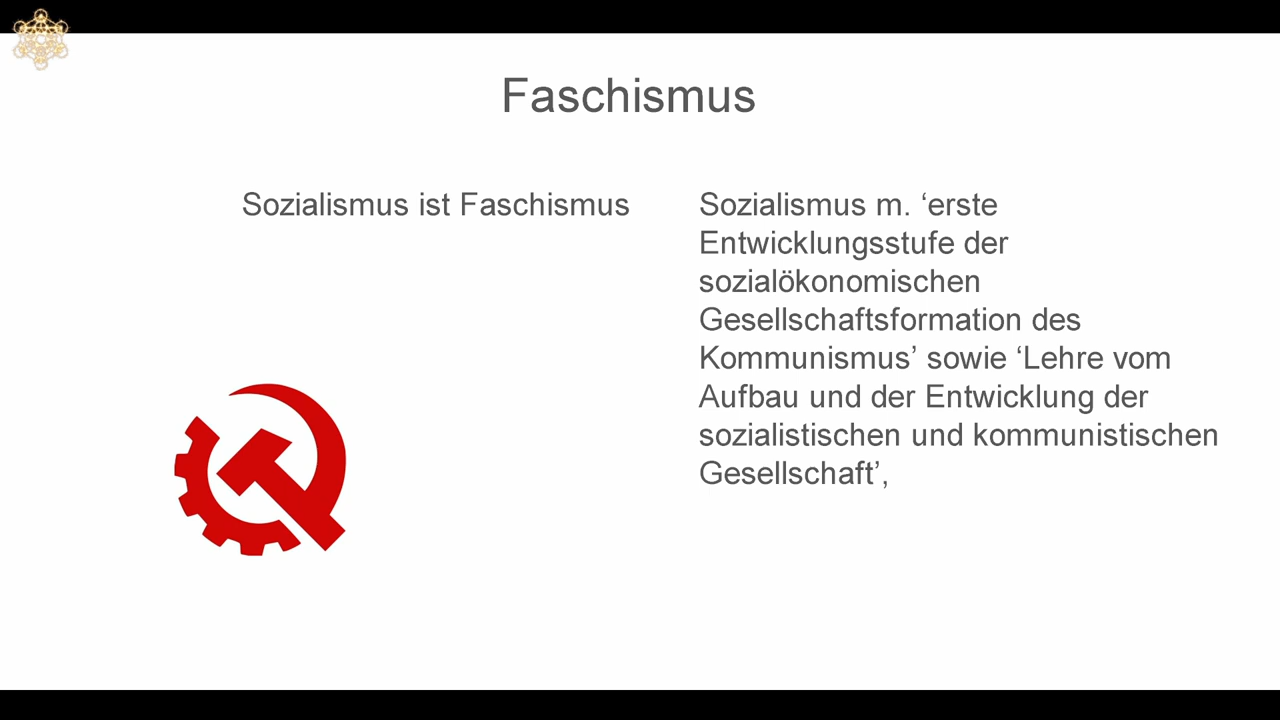 Faschismus
Sozialismus ist Faschismus
Sozialismus m. ‘erste
Entwicklungsstufe der
sozialökonomischen
Gesellschaftsformation des
Kommunismus’ sowie ‘Lehre vom
Aufbau und der Entwicklung der
sozialistischen und kommunistischen
Gesellschaft’,